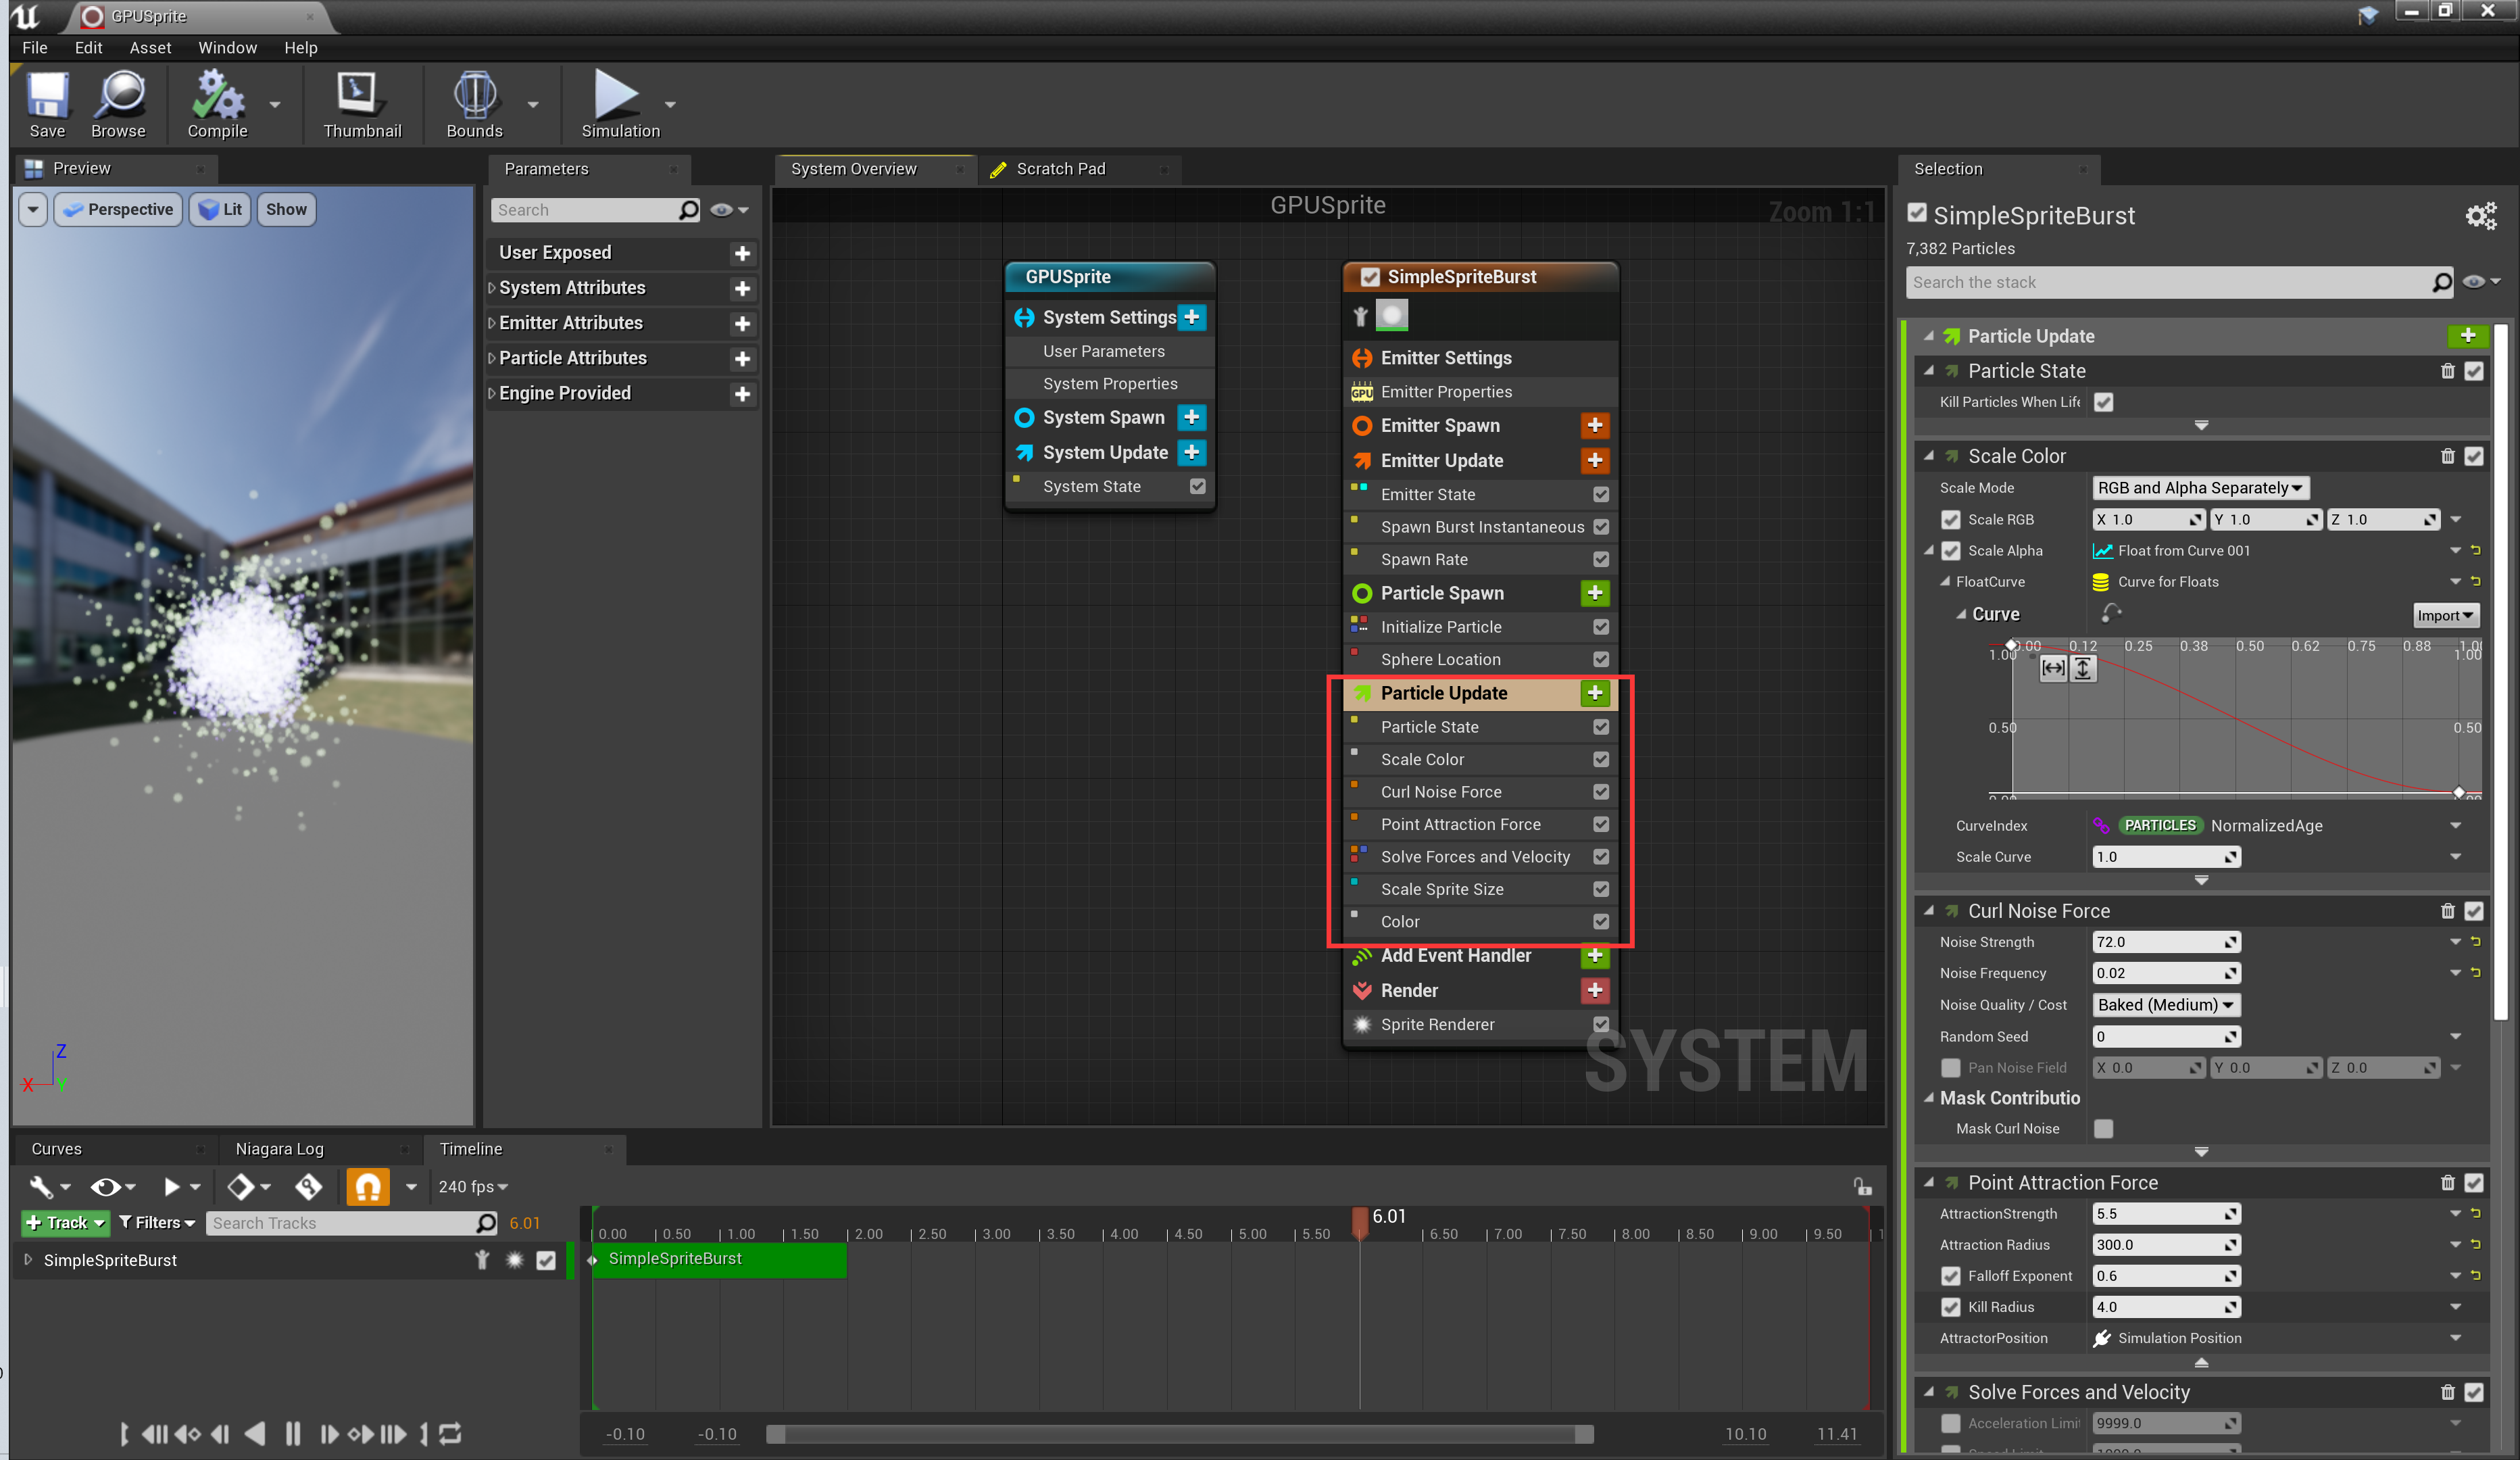 GPUSprite
File Edit Asset Window Help
Save Browse Compile Thumbnail Bounds Simulation
Preview
Perspective Lit Show
Z
X Y
Parameters
Search
User Exposed
System Attributes
Emitter Attributes
Particle Attributes
Engine Provided
System Overview Scratch Pad
GPUSprite
Zoom 1:1
GPUSprite
System Settings
User Parameters
System Properties
System Spawn
System Update
System State
SimpleSpriteBurst
Emitter Settings
GPU Emitter Properties
Emitter Spawn
Emitter Update
Emitter State
Spawn Burst Instantaneous
Spawn Rate
Particle Spawn
Initialize Particle
Sphere Location
Particle Update
Particle State
Scale Color
Curl Noise Force
Point Attraction Force
Solve Forces and Velocity
Scale Sprite Size
Color
Add Event Handler
Render
Sprite Renderer
SYSTEM
Selection
SimpleSpriteBurst
7,382 Particles
Search the stack
Particle Update
Particle State
Kill Particles When Life
Scale Color
Scale Mode RGB and Alpha Separately
Scale RGB X 1.0 Y 1.0 Z 1.0
Scale Alpha Float from Curve 001
FloatCurve Curve for Floats
Curve Import
0.00 0.12 0.25 0.38 0.50 0.62 0.75 0.88 1.00
1.00 1.00
0.50 0.50
CurveIndex PARTICLES NormalizedAge
Scale Curve 1.0
Curl Noise Force
Noise Strength 72.0
Noise Frequency 0.02
Noise Quality / Cost Baked (Medium)
Random Seed 0
Pan Noise Field X 0.0 Y 0.0 Z 0.0
Mask Contributio
Mask Curl Noise
Point Attraction Force
AttractionStrength 5.5
Attraction Radius 300.0
Falloff Exponent 0.6
Kill Radius 4.0
AttractorPosition Simulation Position
Solve Forces and Velocity
Acceleration Limit 9999.0
Curves Niagara Log Timeline
240 fps
Track Filters Search Tracks 6.01
SimpleSpriteBurst
6.01
0.00 0.50 1.00 1.50 2.00 2.50 3.00 3.50 4.00 4.50 5.00 5.50 6.50 7.00 7.50 8.00 8.50 9.00 9.50
SimpleSpriteBurst
-0.10 -0.10 10.10 11.41